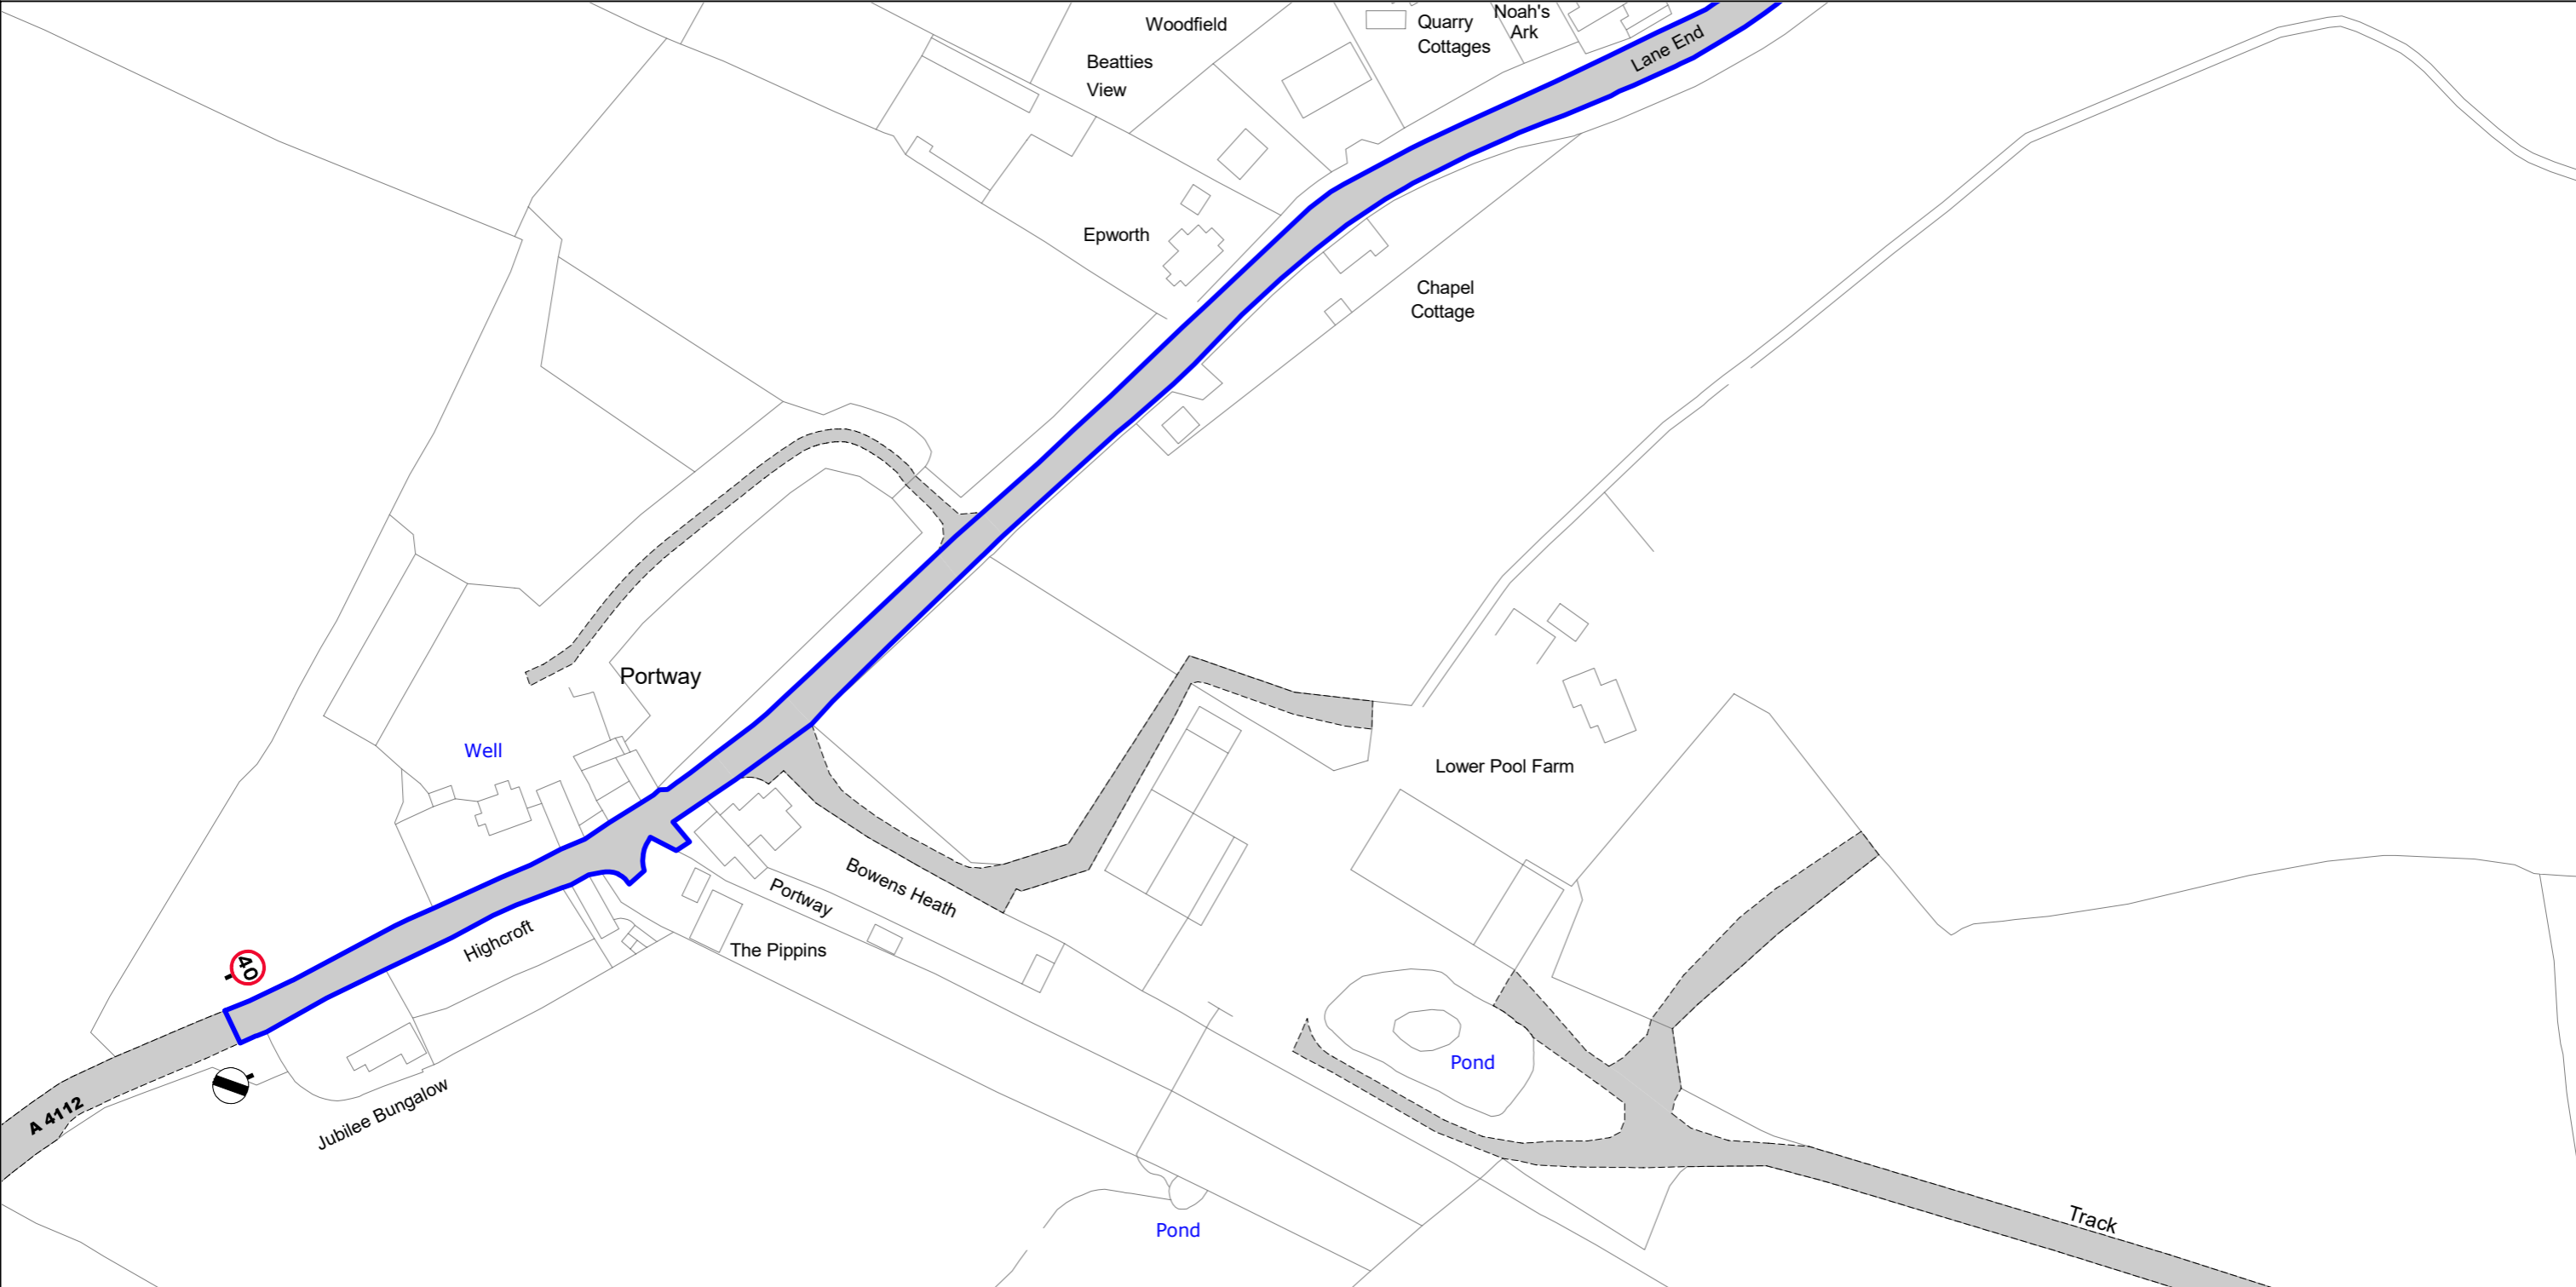 Woodfield
Quarry
Cottages
Noah's
Ark
Lane End
Beatties
View
Epworth
Chapel
Cottage
Portway
Well
Lower Pool Farm
Bowens Heath
Portway
Highcroft
The Pippins
40
Pond
A 4112
Jubilee Bungalow
Track
Pond